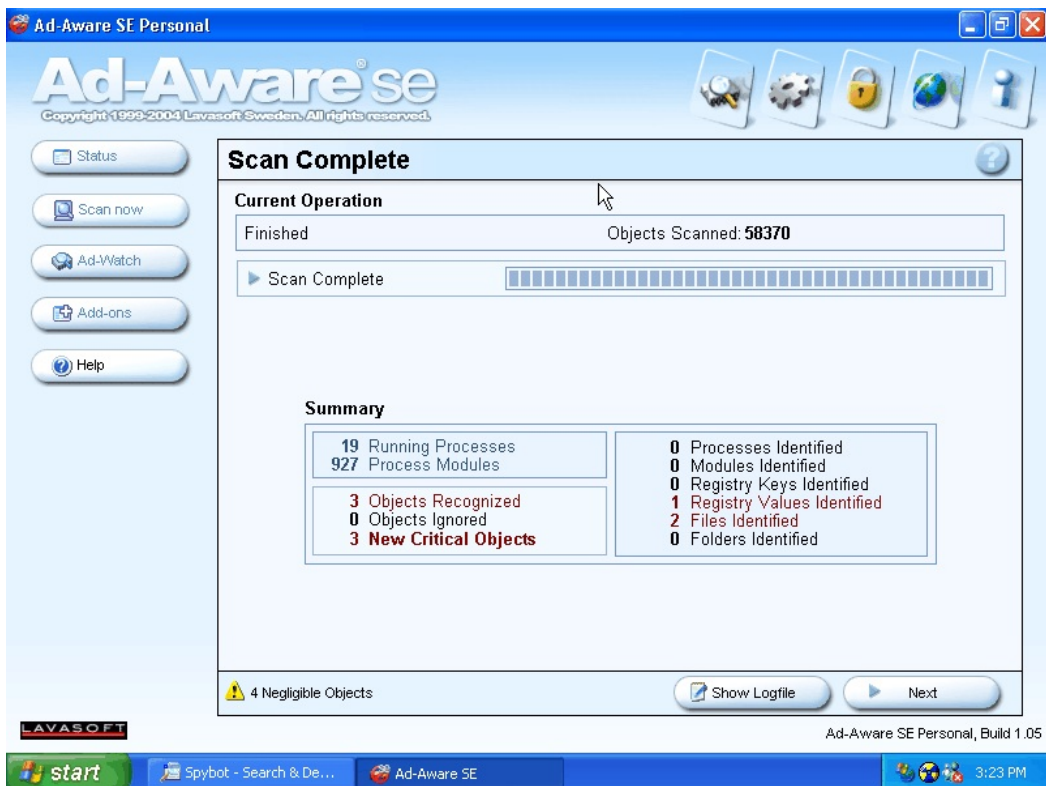 Ad-Aware SE Personal
Ad-Aware® se
Copyright 1999-2004 Lavasoft Sweden. All rights reserved.
Status
Scan now
Ad-Watch
Add-ons
Help
Scan Complete
?
Current Operation
Finished
Objects Scanned: 58370
Scan Complete
Summary
19 Running Processes
927 Process Modules
3 Objects Recognized
0 Objects Ignored
3 New Critical Objects
0 Processes Identified
0 Modules Identified
0 Registry Keys Identified
1 Registry Values Identified
2 Files Identified
0 Folders Identified
4 Negligible Objects
Show Logfile
Next
LAVASOFT
Ad-Aware SE Personal, Build 1.05
start
Spybot - Search & De...
Ad-Aware SE
3:23 PM